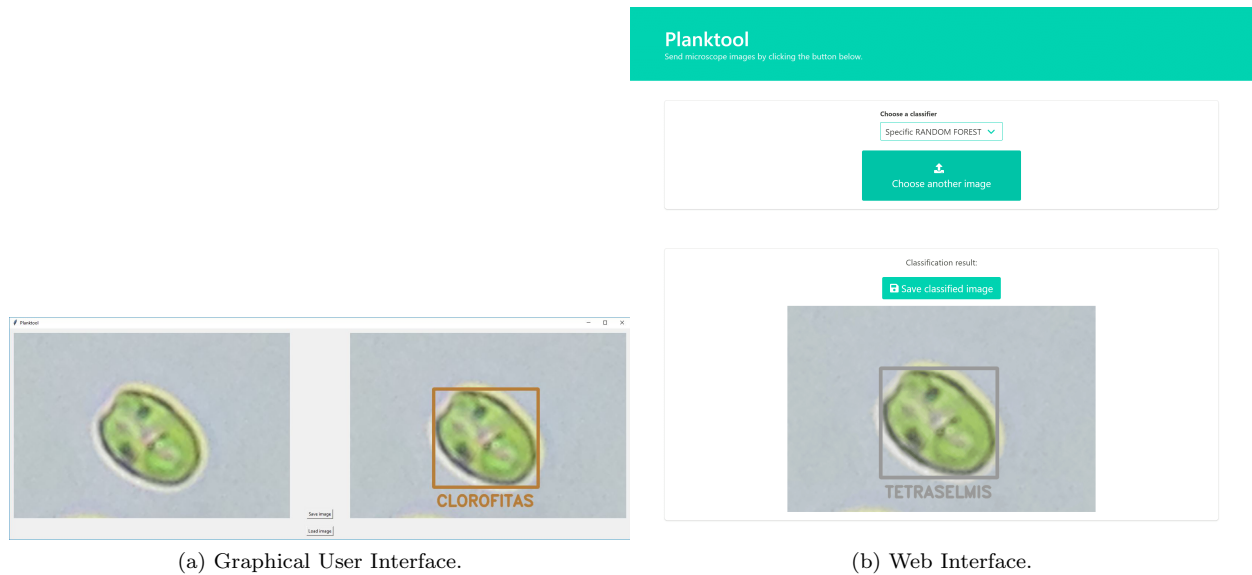 Planktool
CLOROFITAS
Save image
Load image
(a) Graphical User Interface.
Planktool
Send microscope images by clicking the button below.
Choose a classifier
Specific RANDOM FOREST
Choose another image
Classification result:
Save classified image
TETRASELMIS
(b) Web Interface.